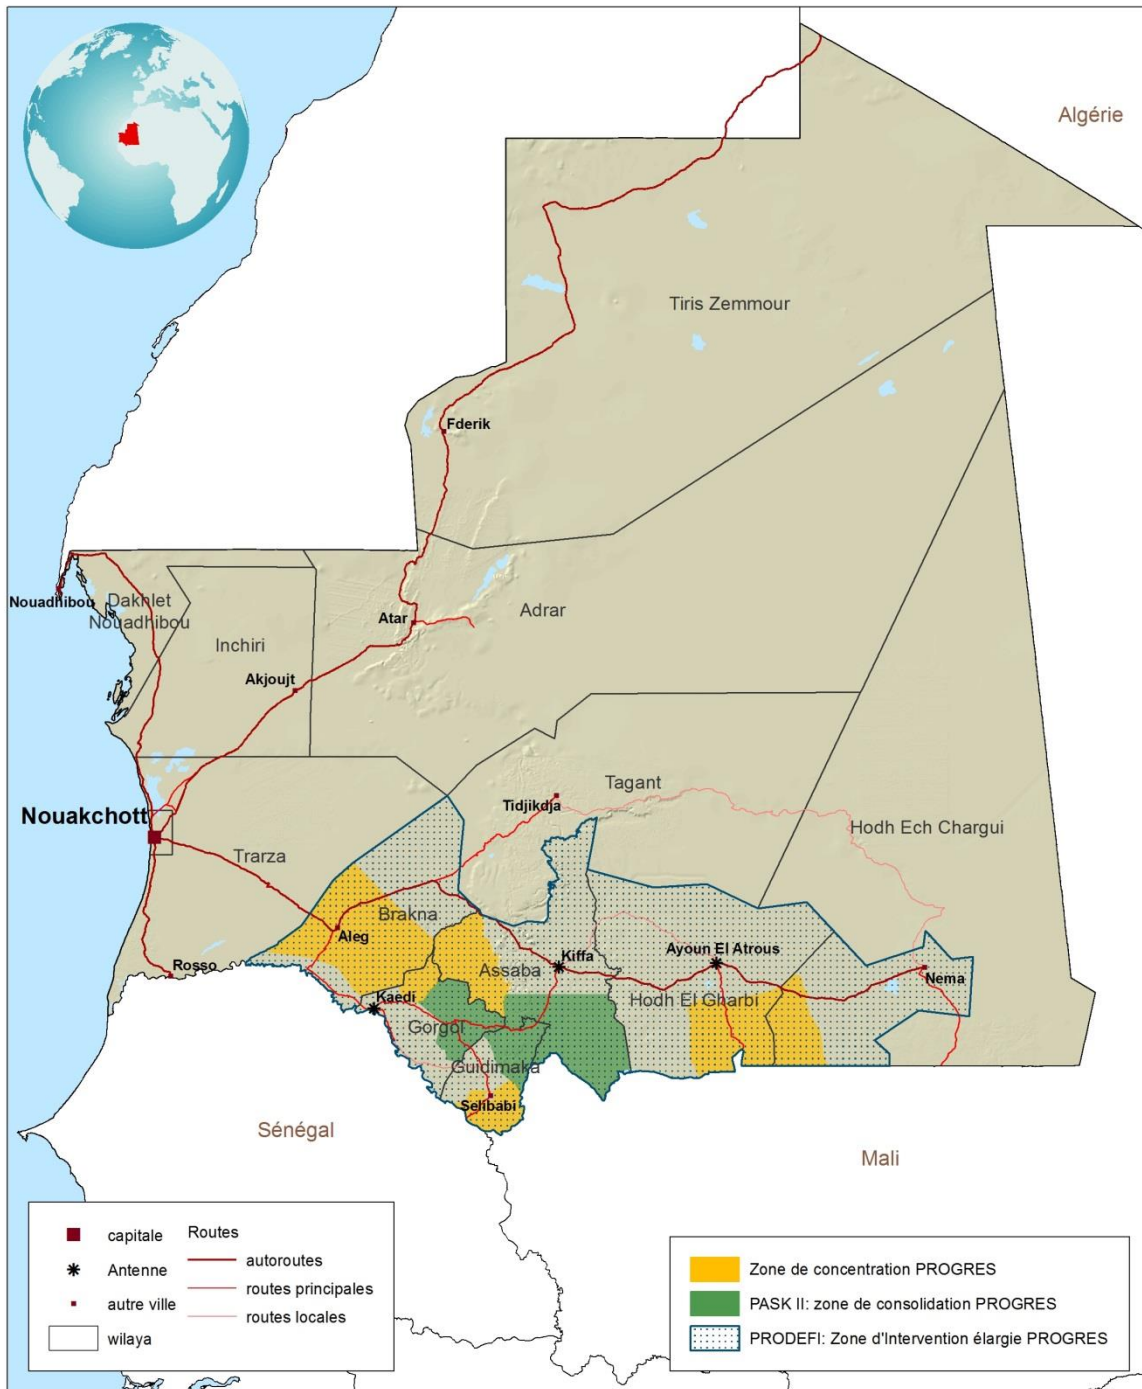 Algérie
Tiris Zemmour
Fderik
Nouadhibou
Dakhlet
Nouadhibou
Inchiri
Atar
Adrar
Akjoujt
Tagant
Tidjikdja
Nouakchott
Hodh Ech Chargui
Trarza
Brakna
Aleg
Rosso
Ayoun El Atrous
Kiffa
Assaba
Nema
Kaedi
Hodh El Gharbi
Gorgol
Guidimaka
Selibabi
Sénégal
Mali
capitale
Antenne
autre ville
wilaya
Routes
autoroutes
routes principales
routes locales
Zone de concentration PROGRES
PASK II: zone de consolidation PROGRES
PRODEFI: Zone d'Intervention élargie PROGRES